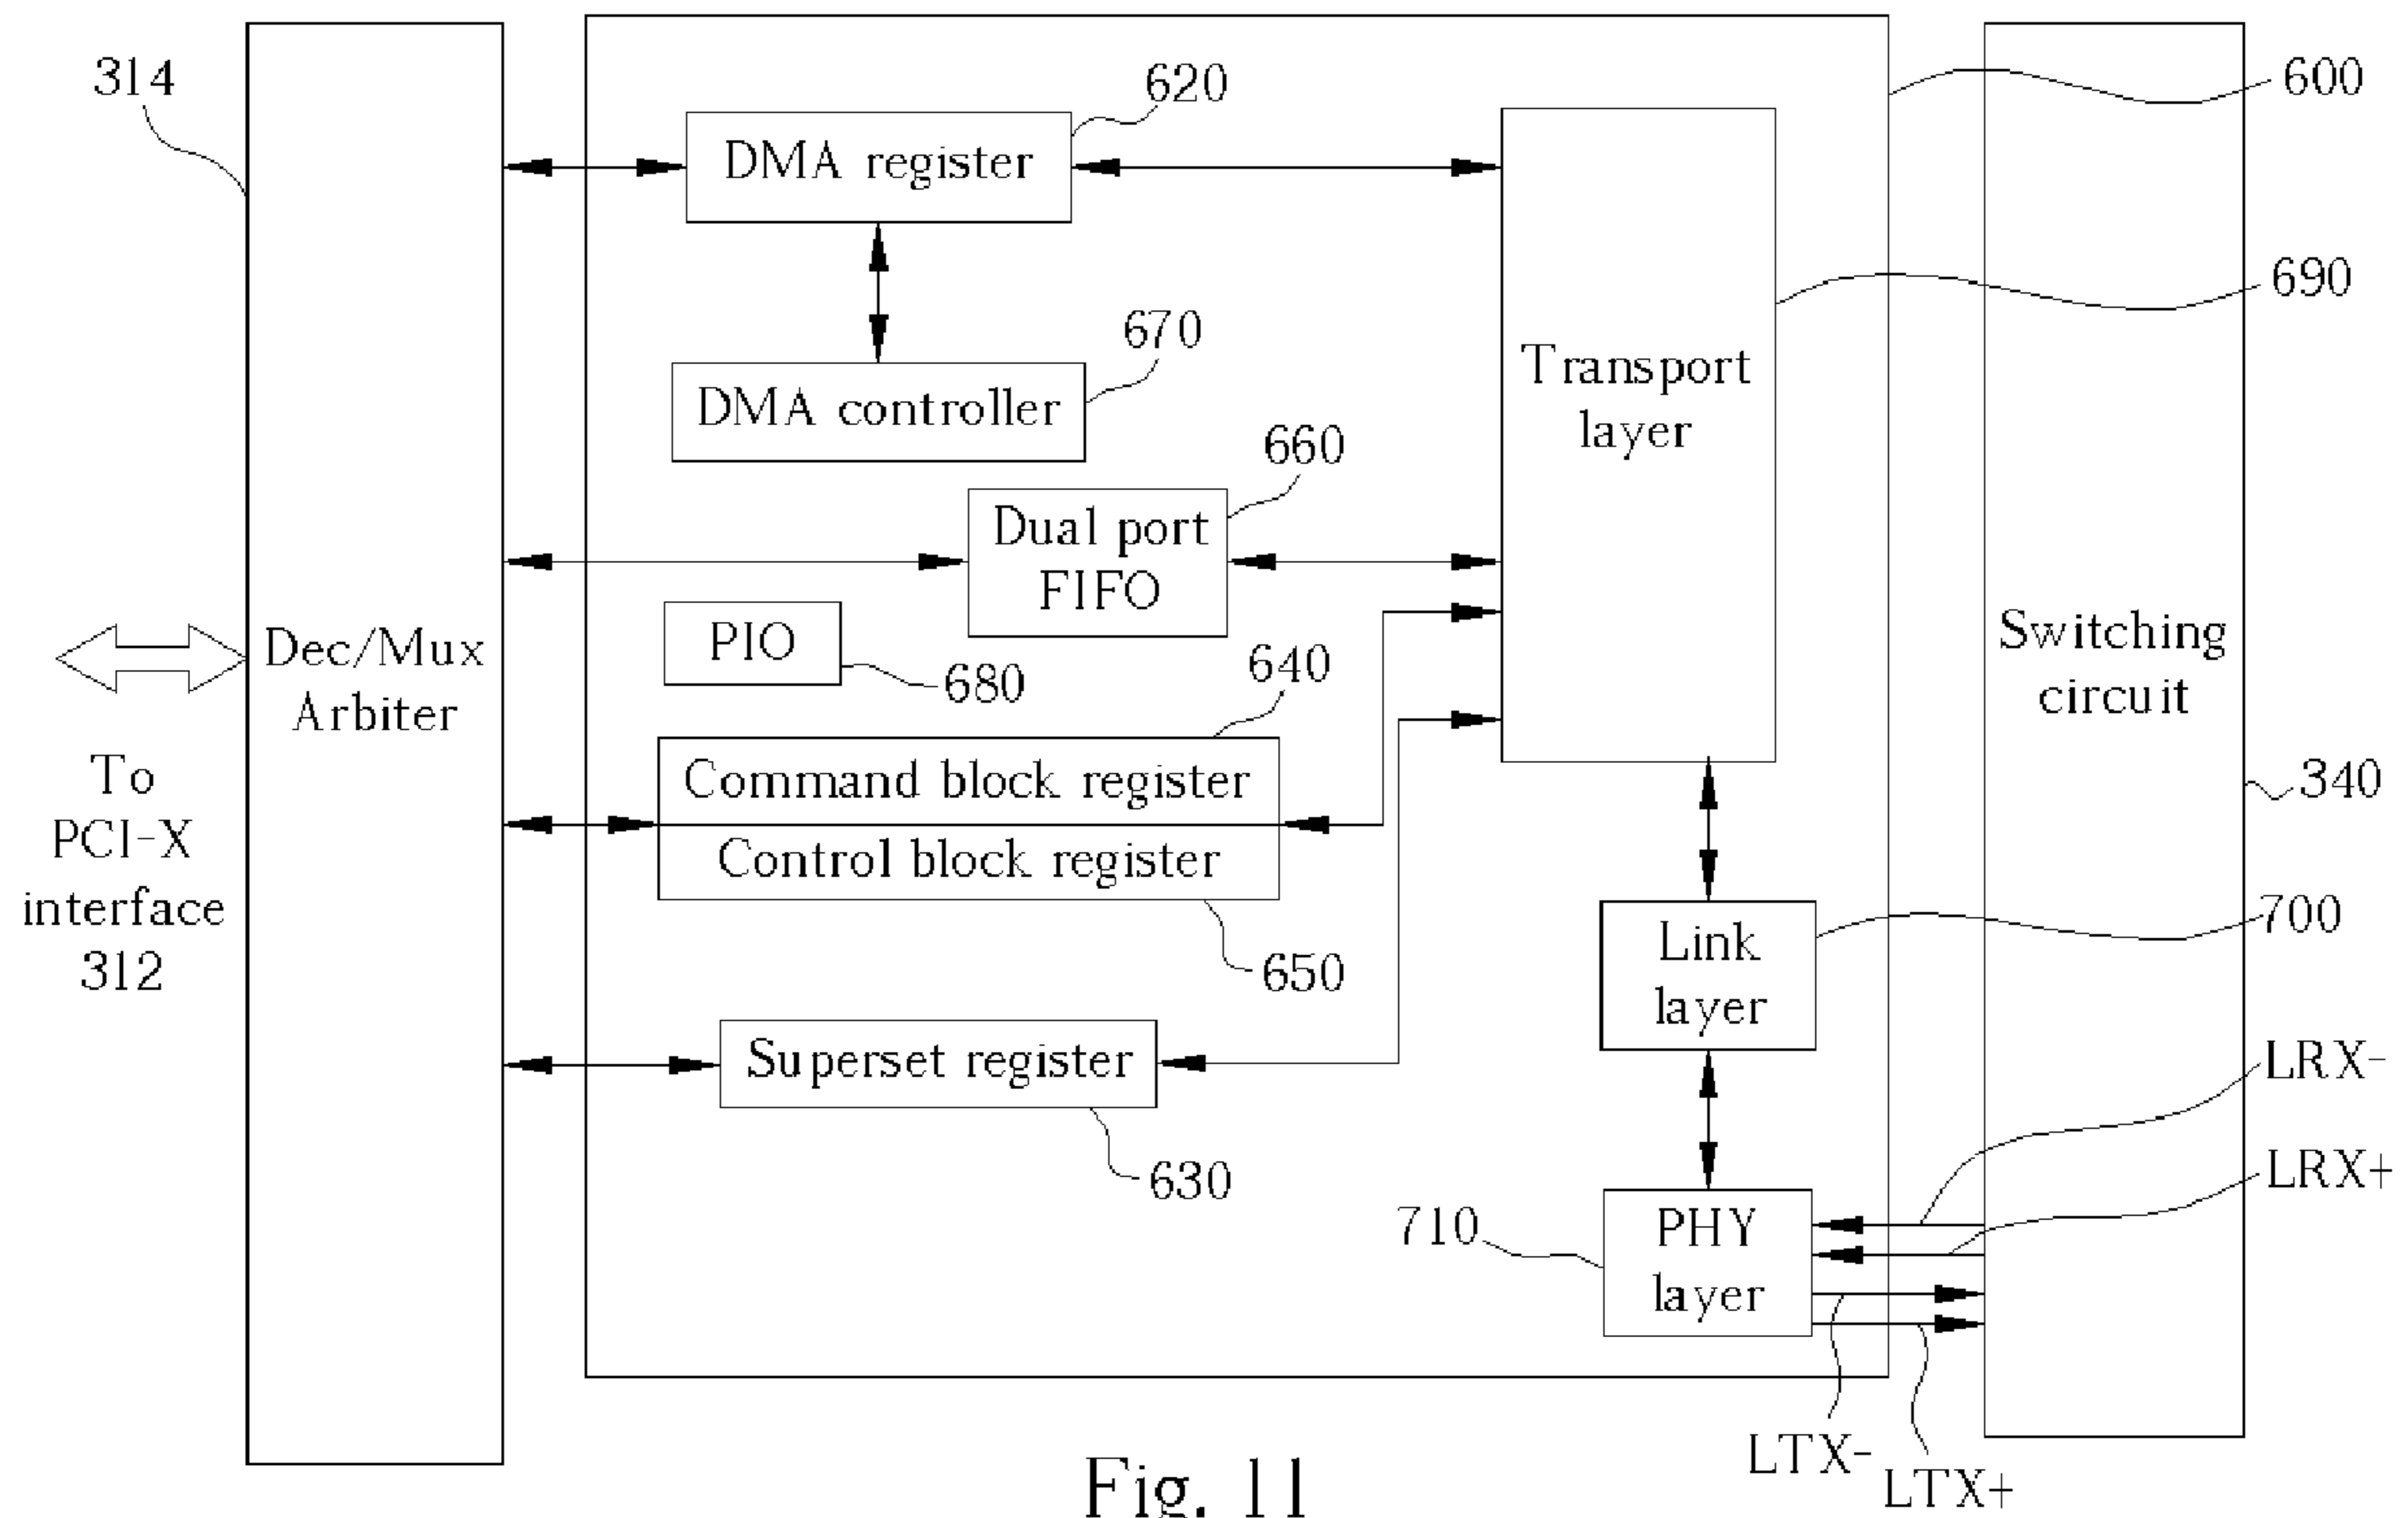 314
620
600
DMA register
690
670
Transport
layer
DMA controller
660
Dual port
FIFO
PIO
680
Dec/Mux
Arbiter
640
Switching
circuit
To
PCI-X
interface
312
Command block register
Control block register
340
700
Link
layer
650
Superset register
LRX-
630
LRX+
710
PHY
layer
LTX-
LTX+
Fig. 11